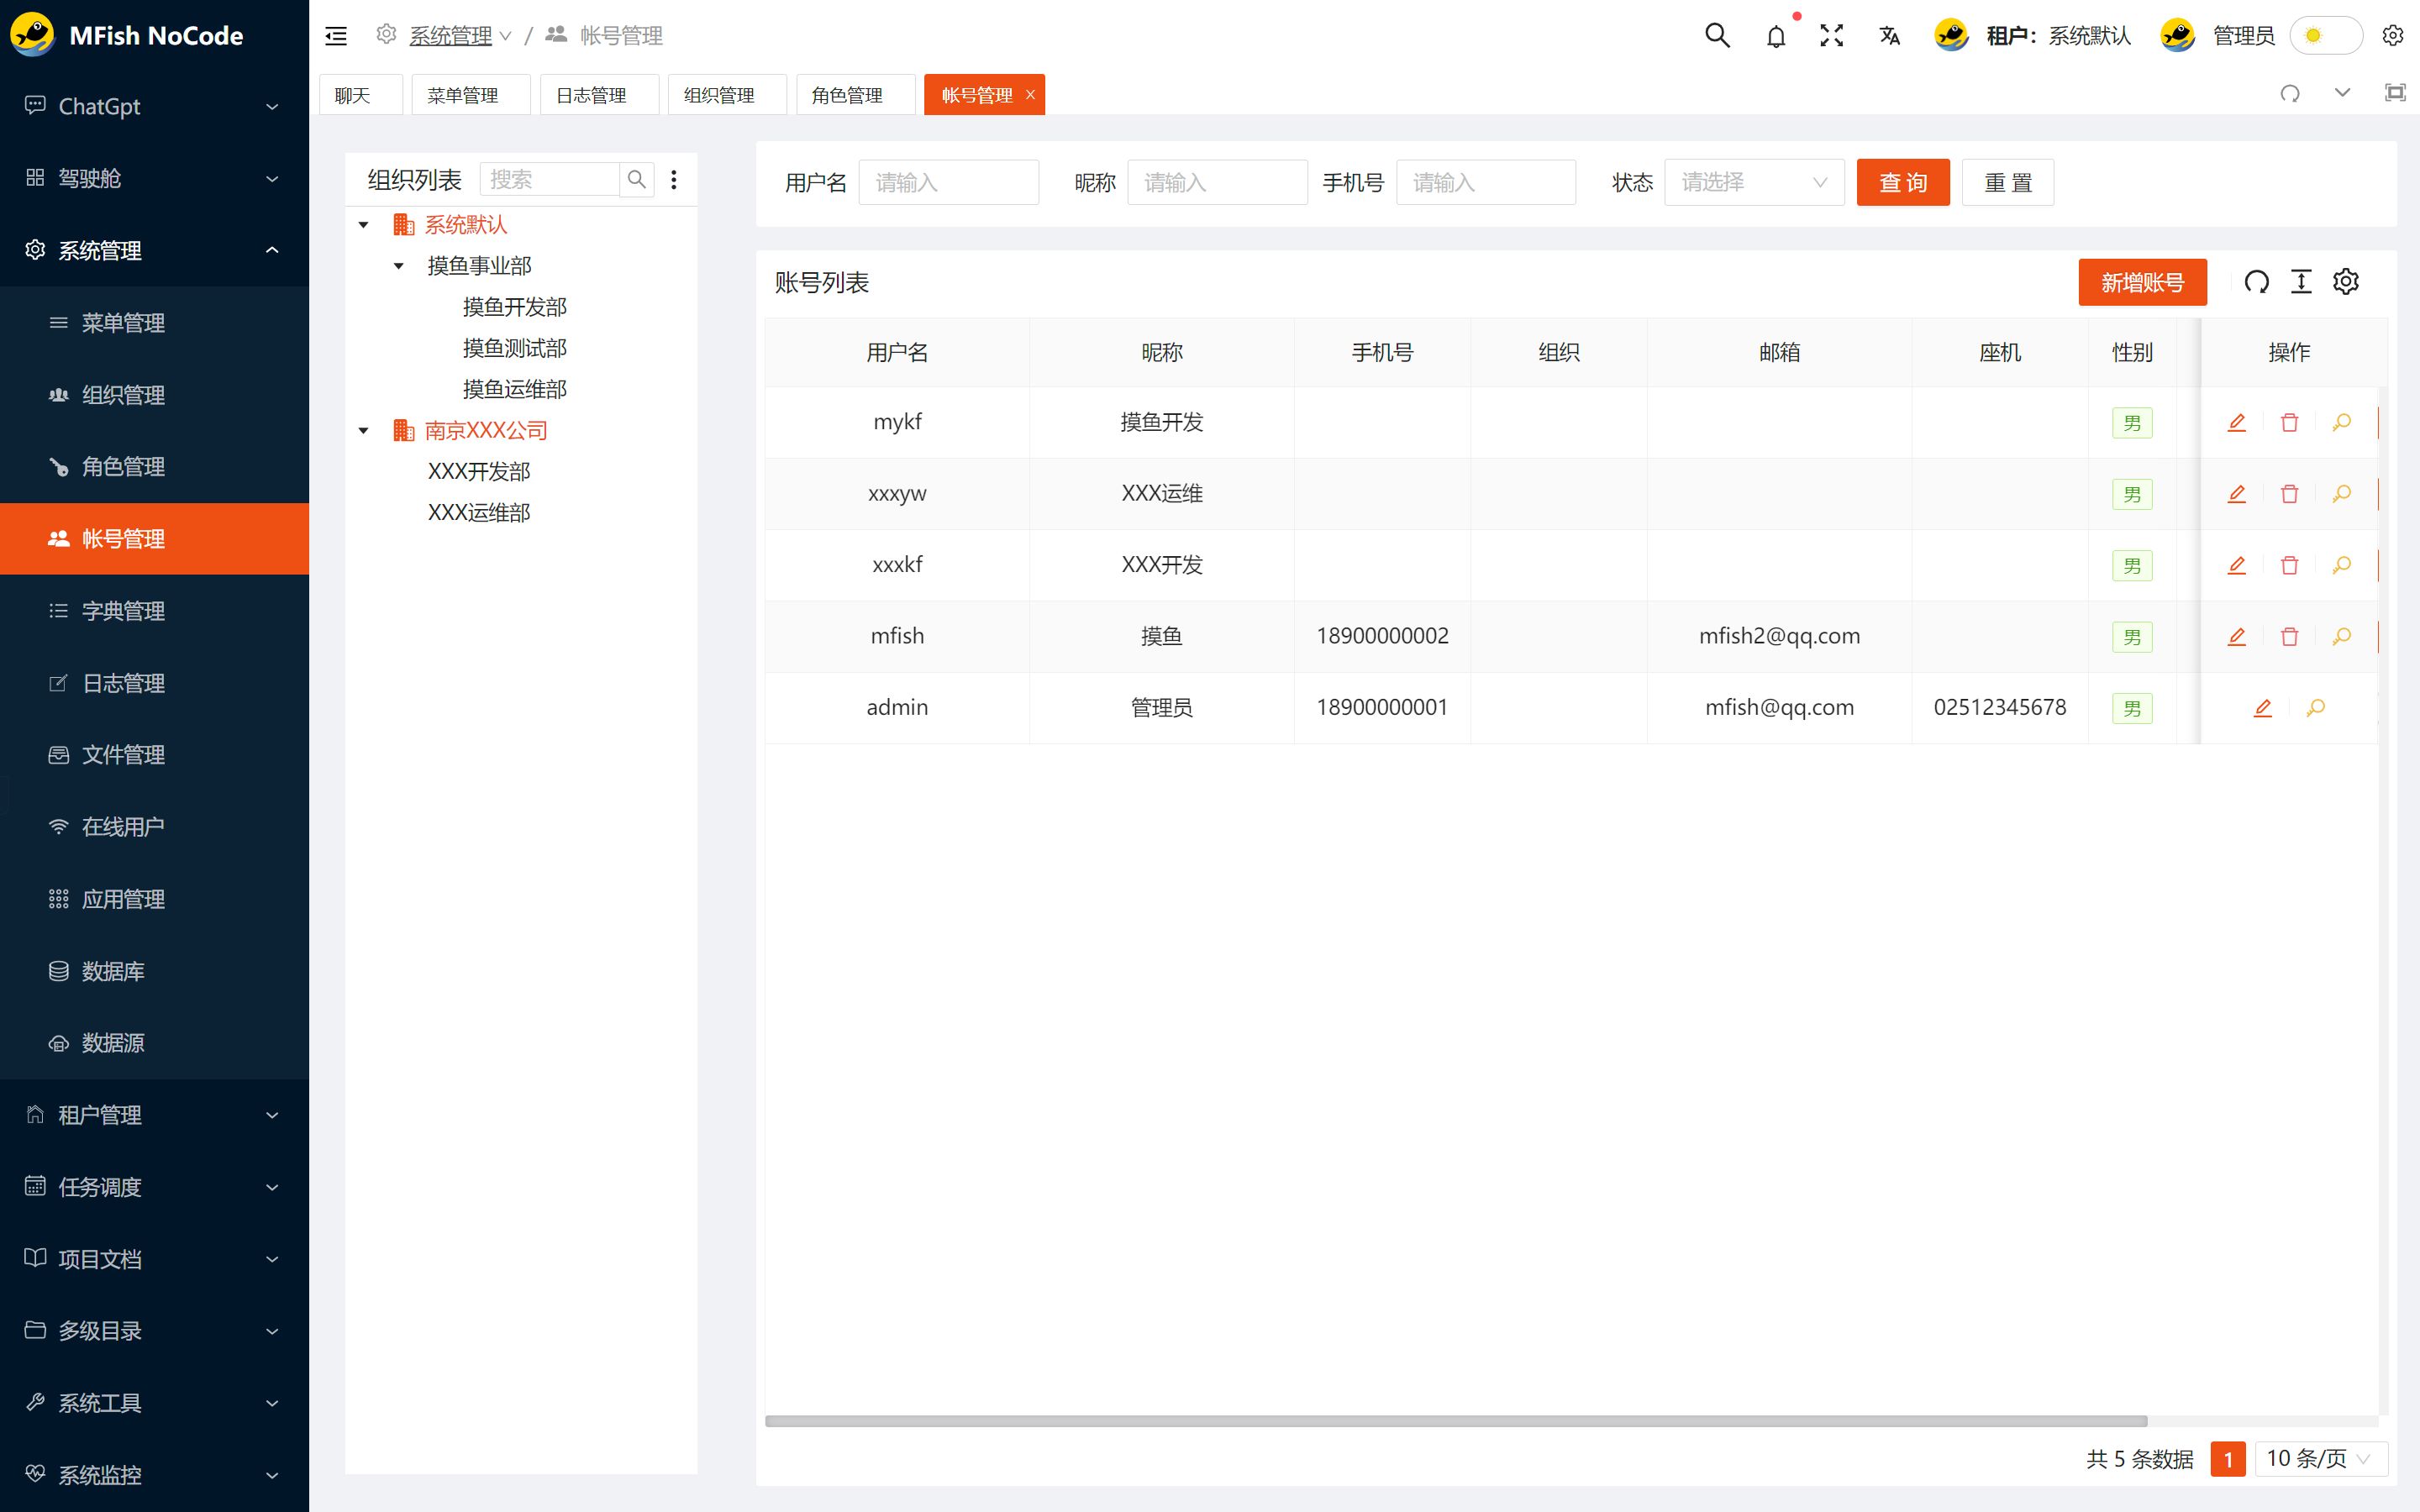 MFish NoCode
ChatGpt
驾驶舱
系统管理
菜单管理
组织管理
角色管理
帐号管理
字典管理
日志管理
文件管理
在线用户
应用管理
数据库
数据源
租户管理
任务调度
项目文档
多级目录
系统工具
系统监控
系统管理 / 帐号管理
租户：系统默认 管理员
聊天 菜单管理 日志管理 组织管理 角色管理 帐号管理
组织列表 搜索
系统默认
摸鱼事业部
摸鱼开发部
摸鱼测试部
摸鱼运维部
南京XXX公司
XXX开发部
XXX运维部
用户名 请输入 昵称 请输入 手机号 请输入 状态 请选择 查询 重置
账号列表 新增账号
用户名 昵称 手机号 组织 邮箱 座机 性别 操作
mykf 摸鱼开发 男
xxxyw XXX运维 男
xxxkf XXX开发 男
mfish 摸鱼 18900000002 mfish2@qq.com 男
admin 管理员 18900000001 mfish@qq.com 02512345678 男
共 5 条数据 1 10 条/页